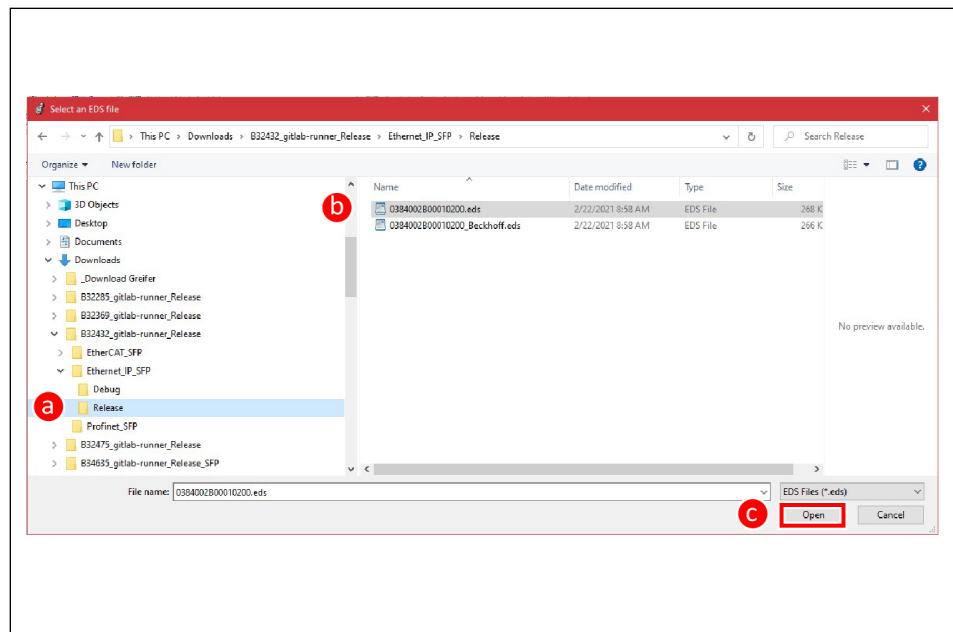 Select an EDS file
This PC > Downloads > B32432_gitlab-runner_Release > Ethernet_IP_SFP > Release
Search Release
Organize New folder
This PC
3D Objects
Desktop
Documents
Downloads
_Download Greifer
B32285_gitlab-runner_Release
B32369_gitlab-runner_Release
B32432_gitlab-runner_Release
EtherCAT_SFP
Ethernet_IP_SFP
Debug
a
Release
Profinet_SFP
B32475_gitlab-runner_Release
B34635_gitlab-runner_Release_SFP
Name Date modified Type Size
b
0384002B00010200.eds 2/22/2021 8:58 AM EDS File 268 K
0384002B00010200_Beckhoff.eds 2/22/2021 8:58 AM EDS File 266 K
No preview available.
File name: 0384002B00010200.eds EDS Files (*.eds)
c Open Cancel